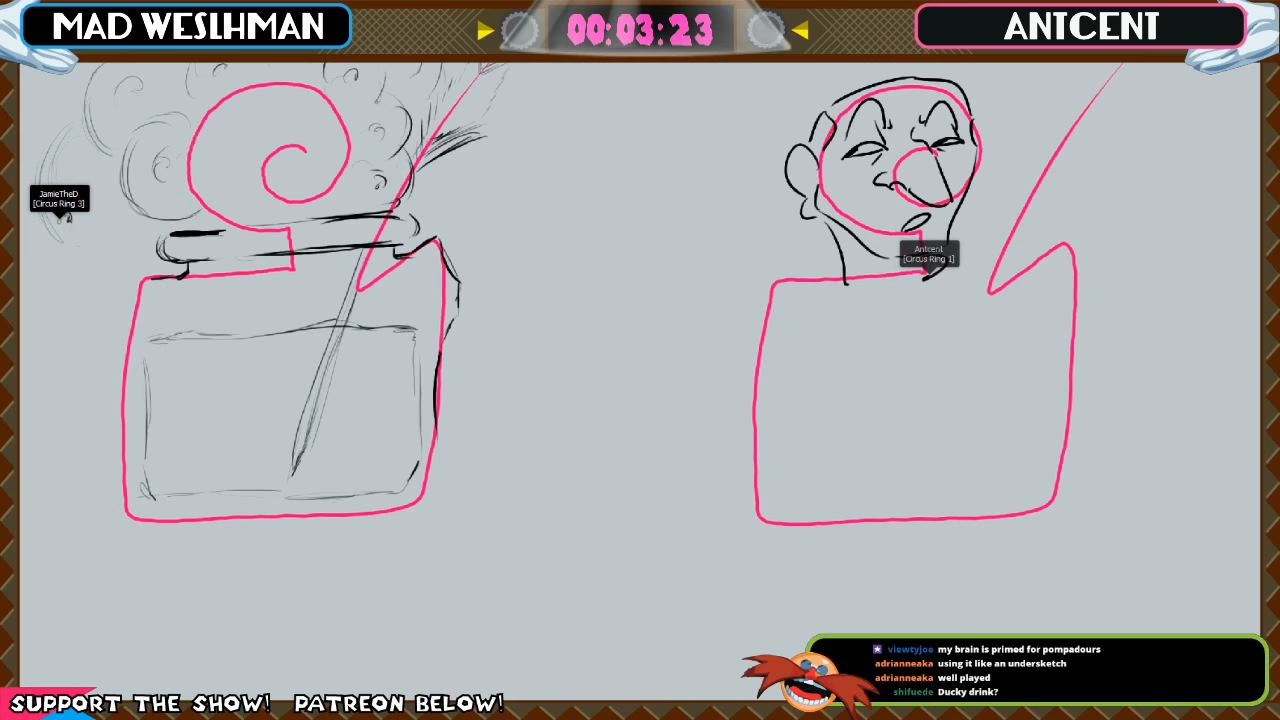 MAD WESLHMAN
00:03:23
ANTCENT
JamieTheD
[Circus Ring 3]
Antcent
[Circus Ring 1]
viewtyjoe my brain is primed for pompadours
adrianneaka using it like an undersketch
adrianneaka well played
shifuede Ducky drink?
SUPPORT THE SHOW! PATREON BELOW!